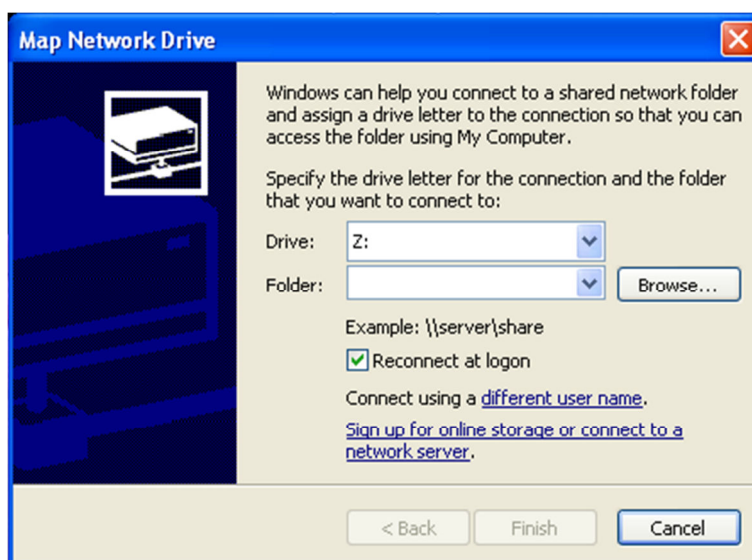 Map Network Drive
Windows can help you connect to a shared network folder
and assign a drive letter to the connection so that you can
access the folder using My Computer.
Specify the drive letter for the connection and the folder
that you want to connect to:
Drive: Z:
Folder: Browse...
Example: \\server\share
Reconnect at logon
Connect using a different user name.
Sign up for online storage or connect to a
network server.
< Back Finish Cancel